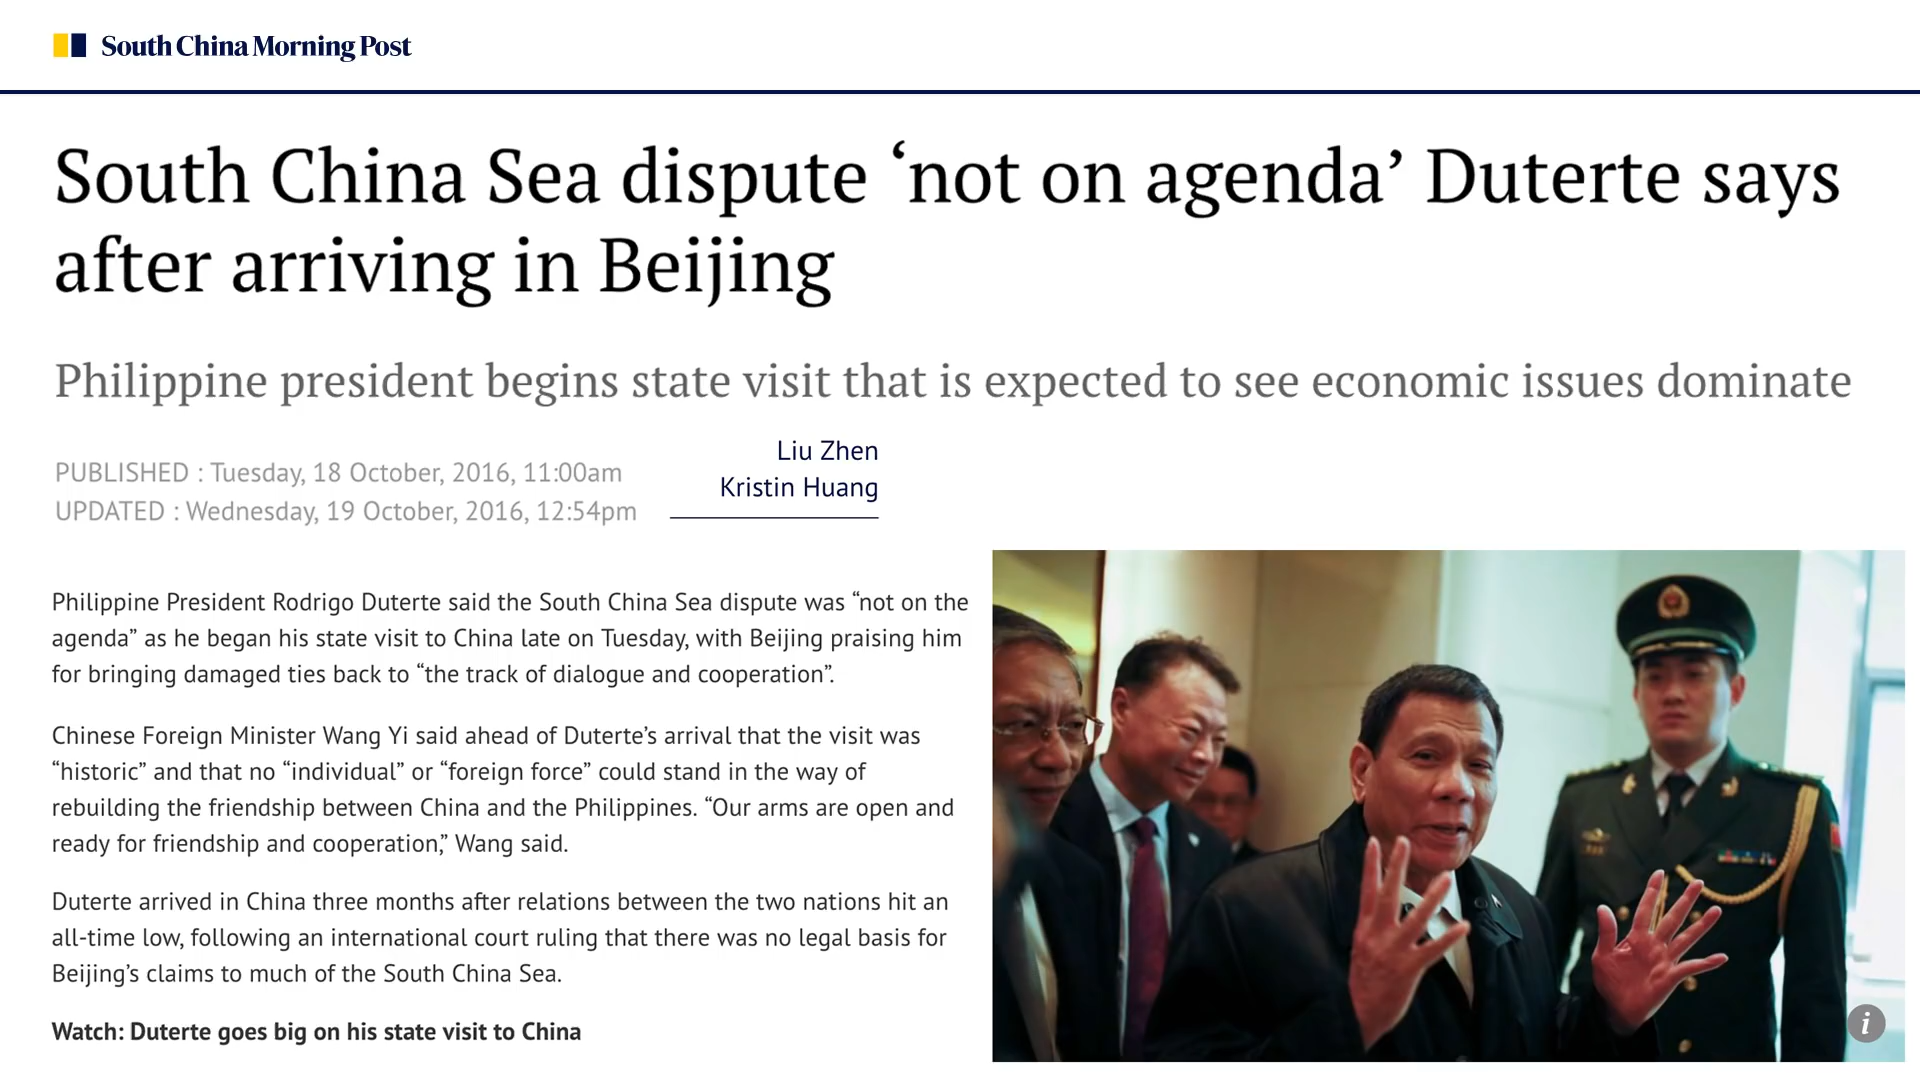 South China Morning Post
South China Sea dispute ‘not on agenda’ Duterte says
after arriving in Beijing
Philippine president begins state visit that is expected to see economic issues dominate
PUBLISHED : Tuesday, 18 October, 2016, 11:00am
UPDATED : Wednesday, 19 October, 2016, 12:54pm
Liu Zhen
Kristin Huang
Philippine President Rodrigo Duterte said the South China Sea dispute was “not on the
agenda” as he began his state visit to China late on Tuesday, with Beijing praising him
for bringing damaged ties back to “the track of dialogue and cooperation”.
Chinese Foreign Minister Wang Yi said ahead of Duterte’s arrival that the visit was
“historic” and that no “individual” or “foreign force” could stand in the way of
rebuilding the friendship between China and the Philippines. “Our arms are open and
ready for friendship and cooperation,” Wang said.
Duterte arrived in China three months after relations between the two nations hit an
all-time low, following an international court ruling that there was no legal basis for
Beijing’s claims to much of the South China Sea.
Watch: Duterte goes big on his state visit to China
i